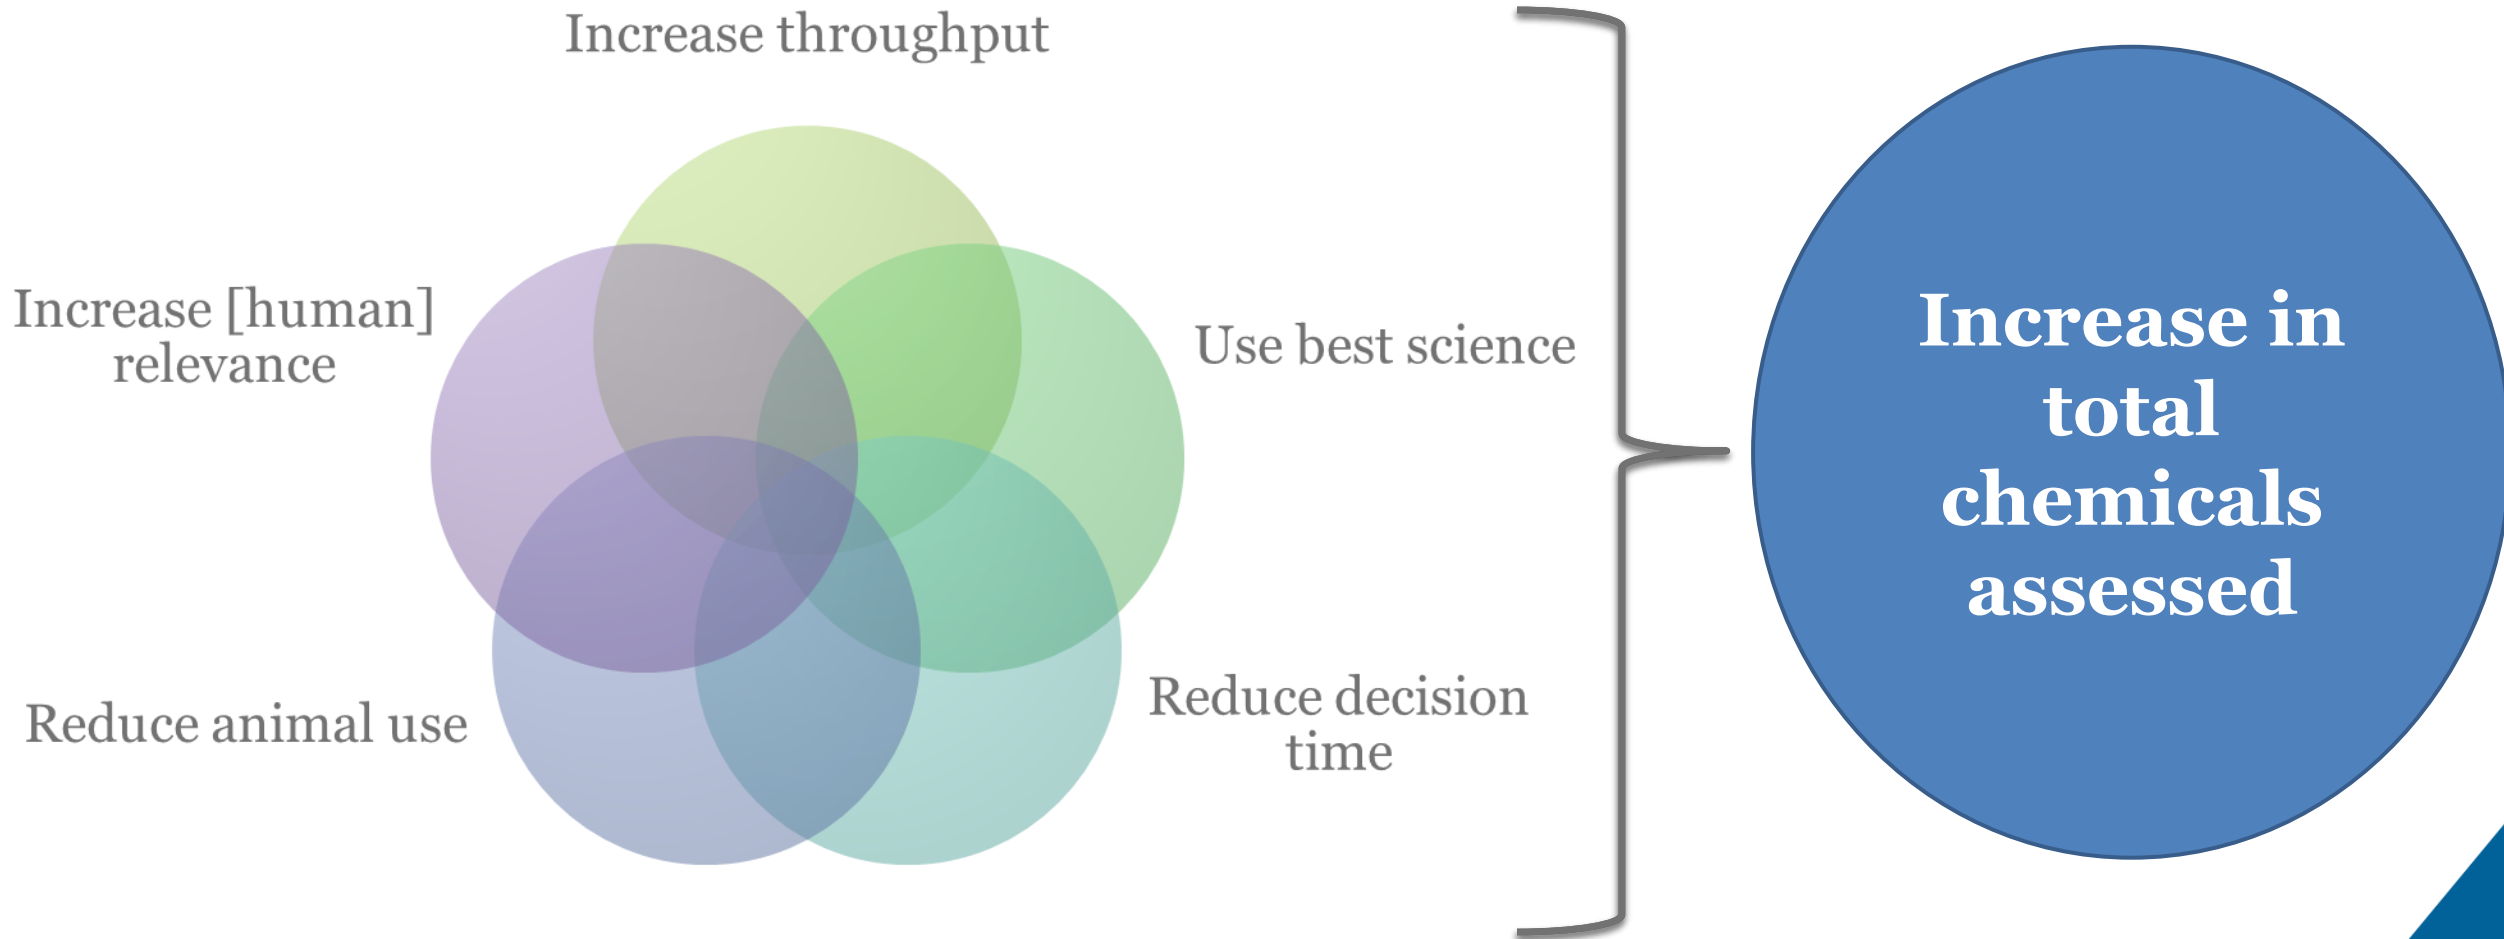 Increase throughput
Increase [human]
relevance
Use best science
Reduce animal use
Reduce decision
time
Increase in
total
chemicals
assessed